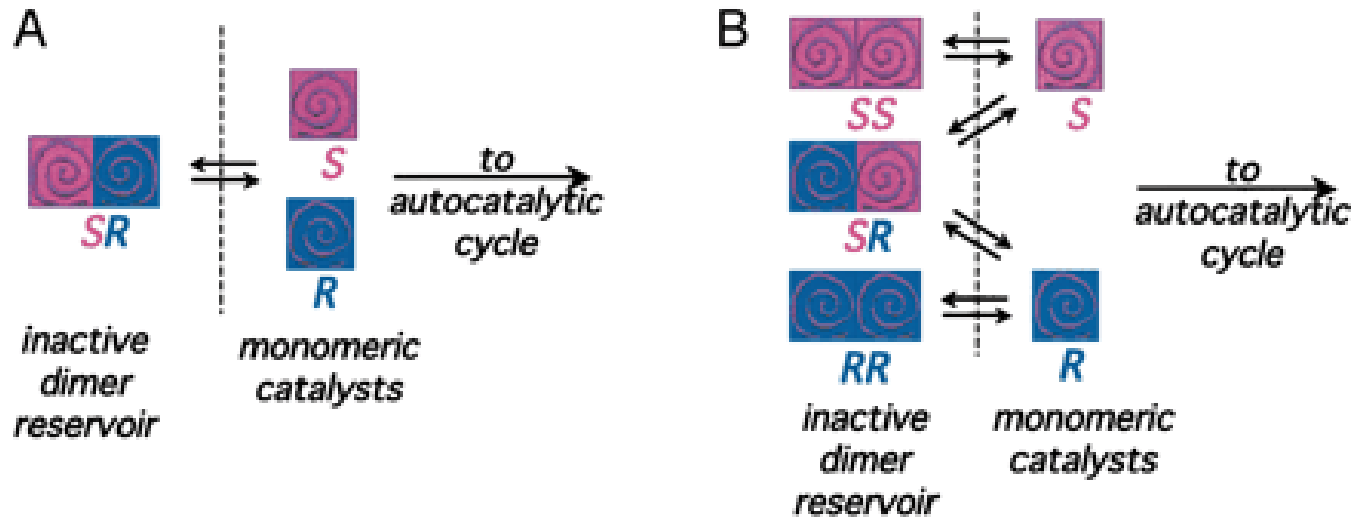 A
S
R
SR
to
autocatalytic
cycle
inactive
dimer
reservoir
monomeric
catalysts
B
SS
S
SR
RR
R
to
autocatalytic
cycle
inactive
dimer
reservoir
monomeric
catalysts